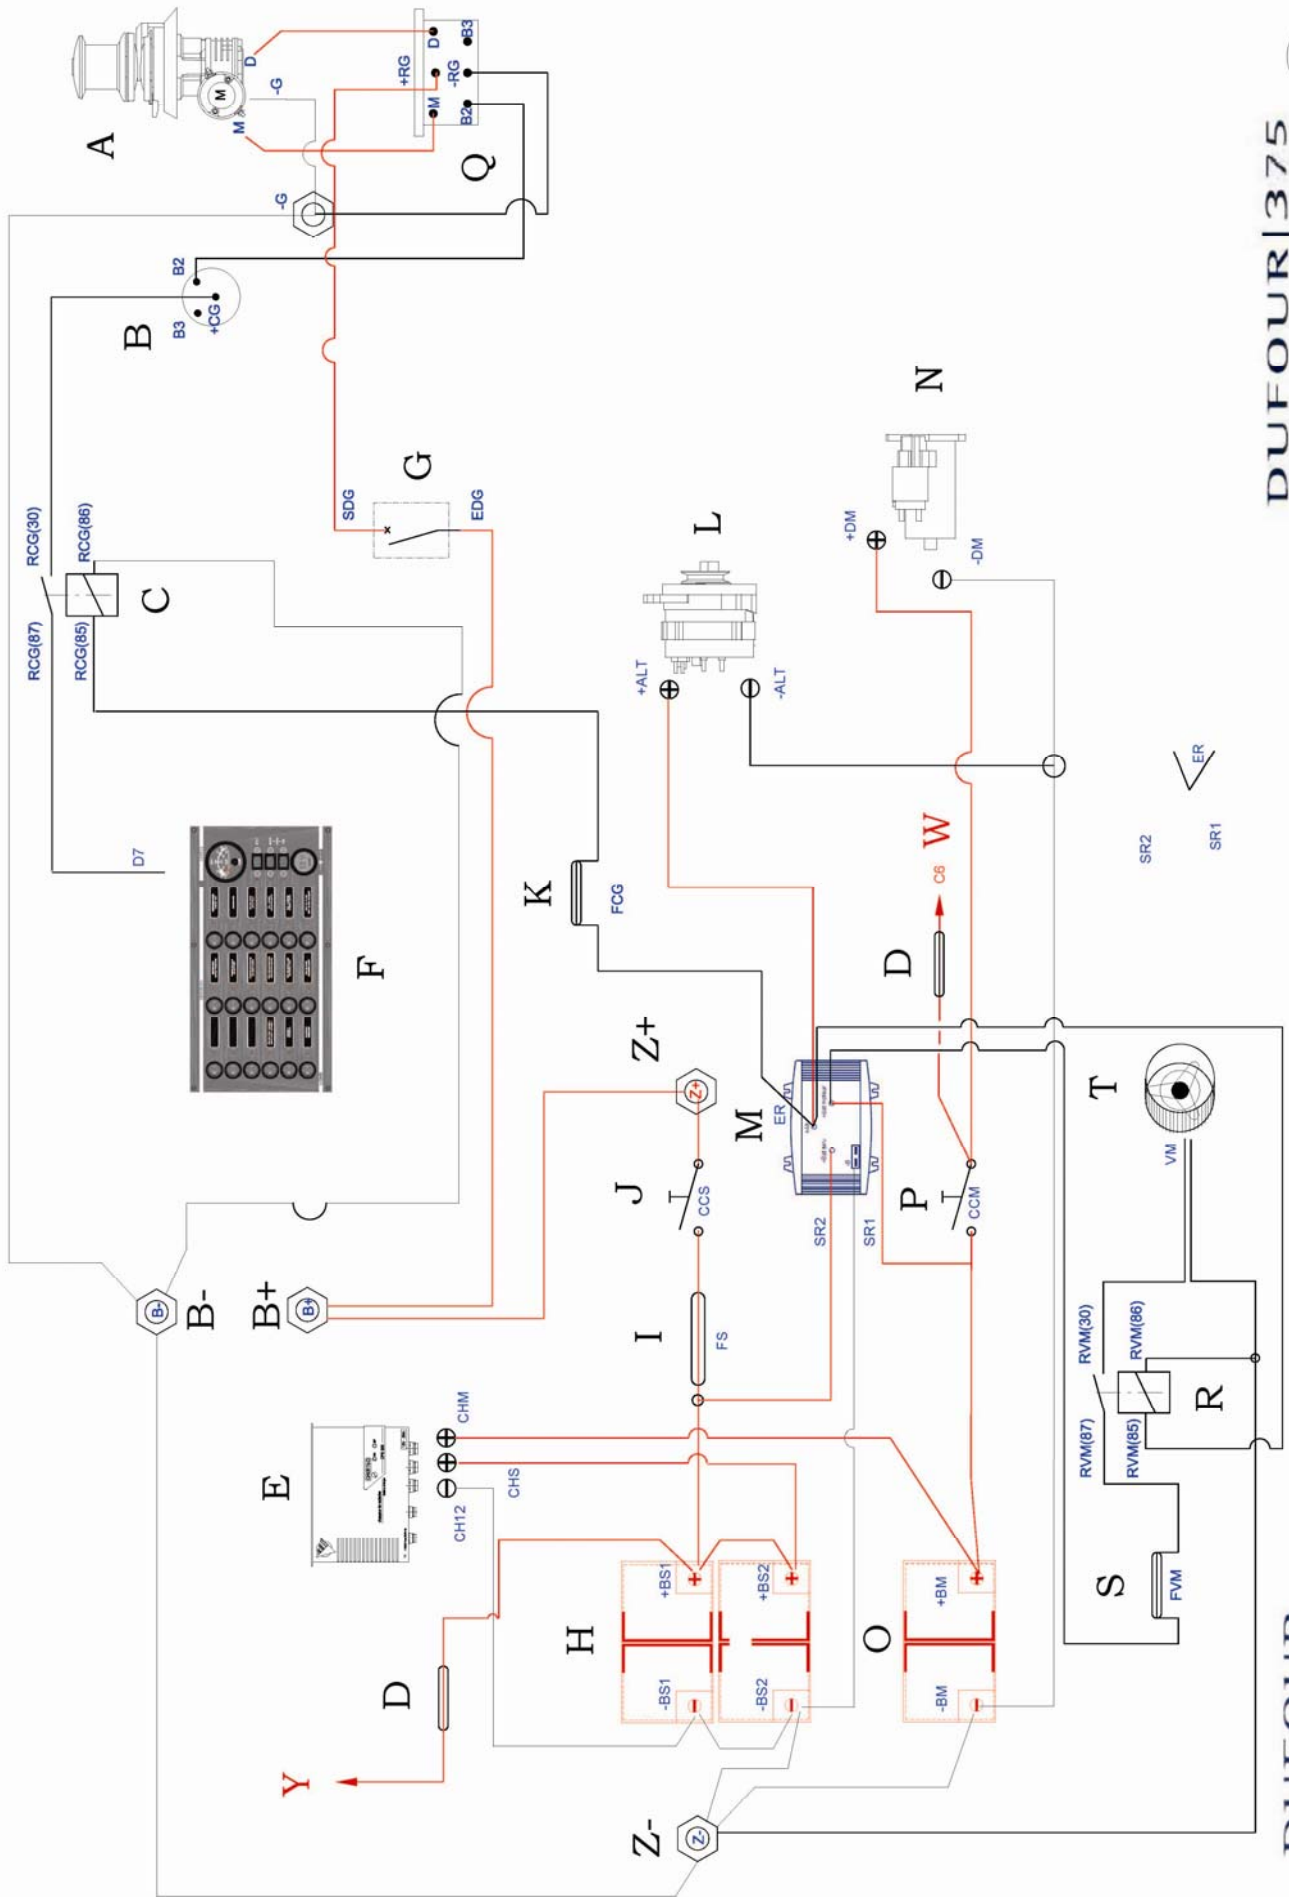 A
M
D
-G
M
D
+RG
M
B3
-RG
B2
Q
-G
B
B2
B3
+CG
RCG(30)
RCG(87)
RCG(86)
RCG(85)
C
SDG
EDG
G
D7
F
FCG
K
+ALT
-ALT
L
+DM
-DM
N
C6
W
D
SR2
SR1
ER
B-
B-
B+
B+
Z+
Z+
J
CCS
I
FS
M
ER
SR2
SR1
P
CCM
T
VM
E
CHM
CHS
CH12
RVM(30)
RVM(87)
RVM(86)
RVM(85)
R
S
FVM
H
+BS1
-BS1
+BS2
-BS2
O
+BM
-BM
D
Y
Z-
Z-
DUFOUR|375
DUFOUR